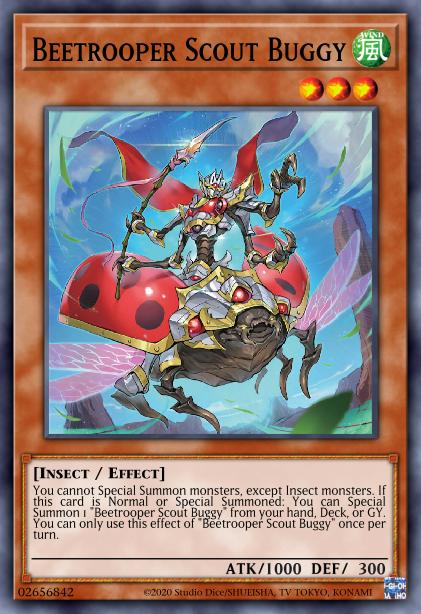 BEETROOPER SCOUT BUGGY
WIND
風
[INSECT / EFFECT]
You cannot Special Summon monsters, except Insect monsters. If
this card is Normal or Special Summoned: You can Special
Summon 1 "Beetrooper Scout Buggy" from your hand, Deck, or GY.
You can only use this effect of "Beetrooper Scout Buggy" once per
turn.
ATK/1000 DEF/ 300
02656842
©2020 Studio Dice/SHUEISHA, TV TOKYO, KONAMI